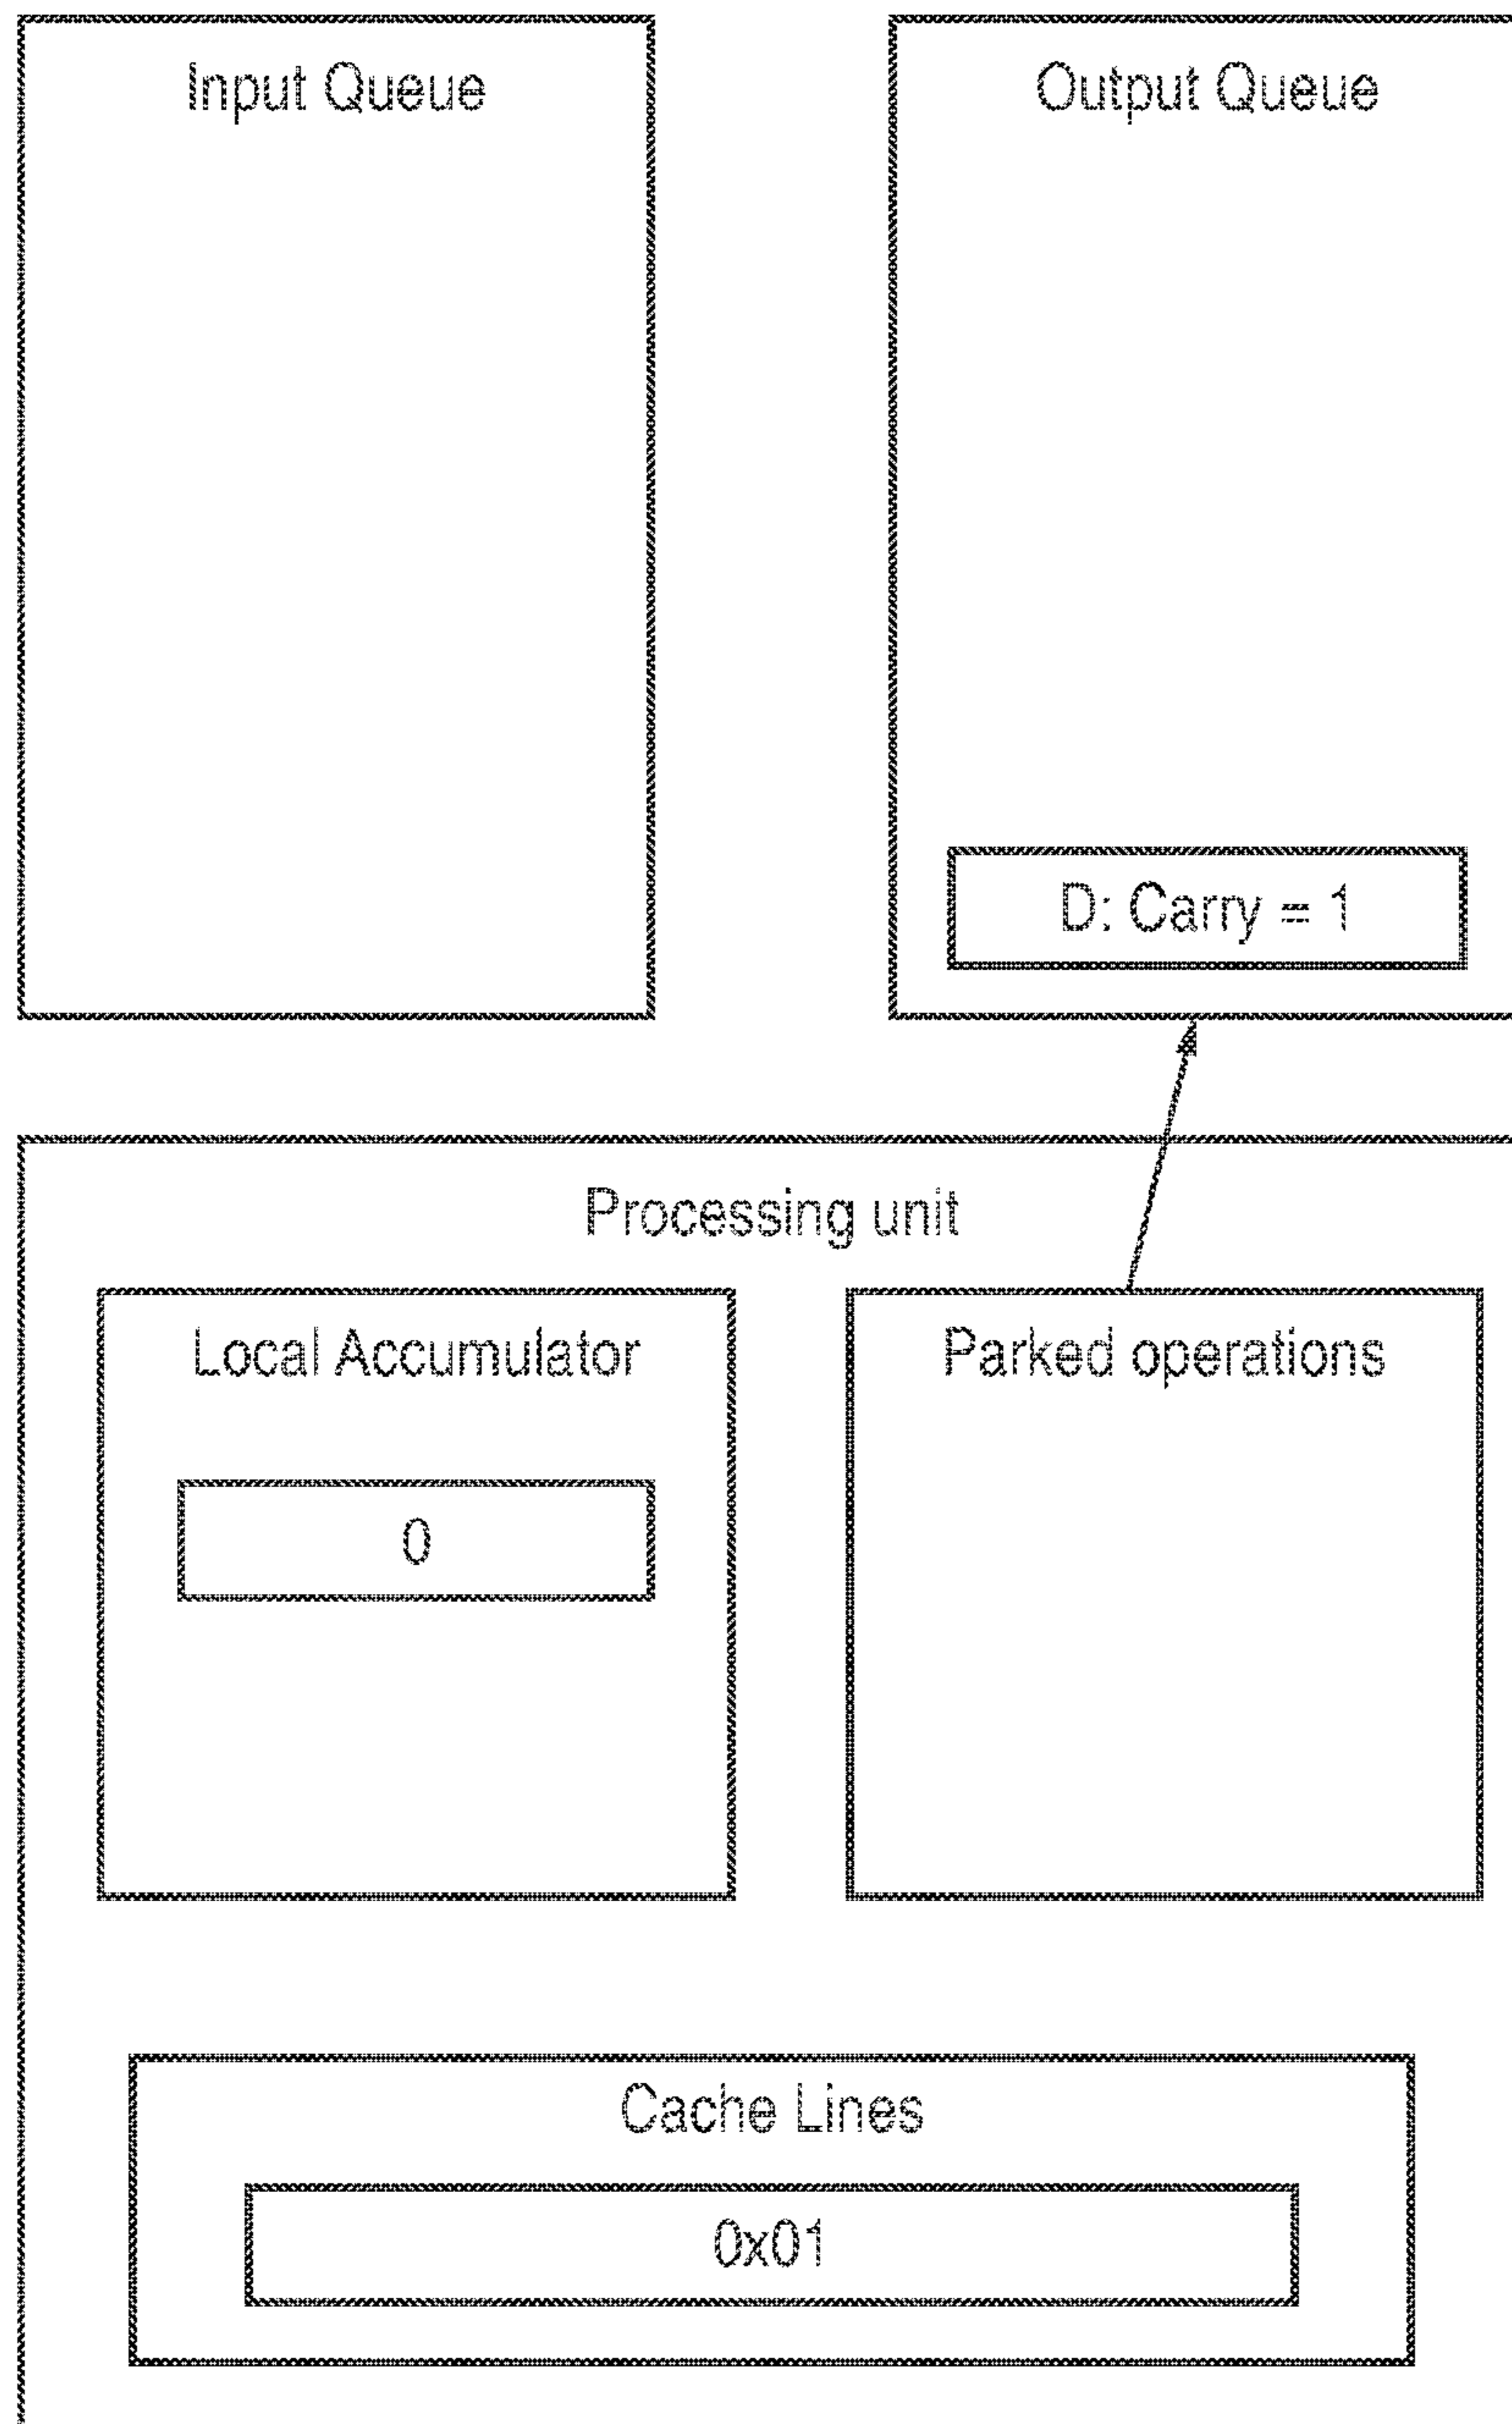 Input Queue
Output Queue
D: Carry = 1
Processing unit
Local Accumulator
Parked operations
0
Cache Lines
0x01